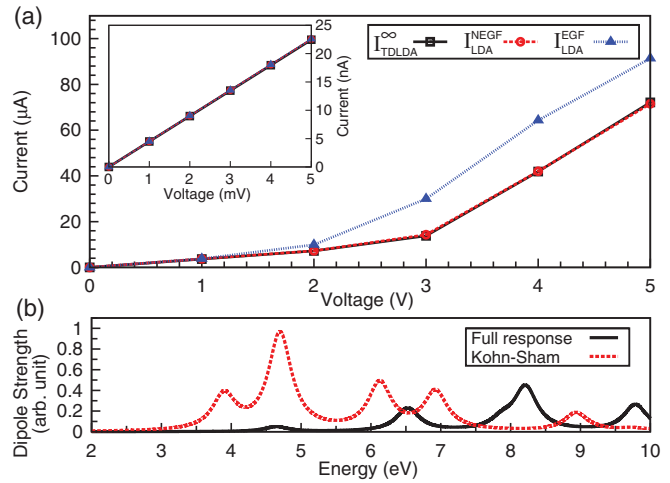 (a)
I∞TDLDA INEGFLDA IEGFLDA
100
80
60
40
20
0
Current (μA)
0 1 2 3 4 5
Voltage (V)
25
20
15
10
5
0
Current (nA)
0 1 2 3 4 5
Voltage (mV)
(b)
Full response
Kohn-Sham
1
0.8
0.6
0.4
0.2
0
Dipole Strength
(arb. unit)
2 3 4 5 6 7 8 9 10
Energy (eV)